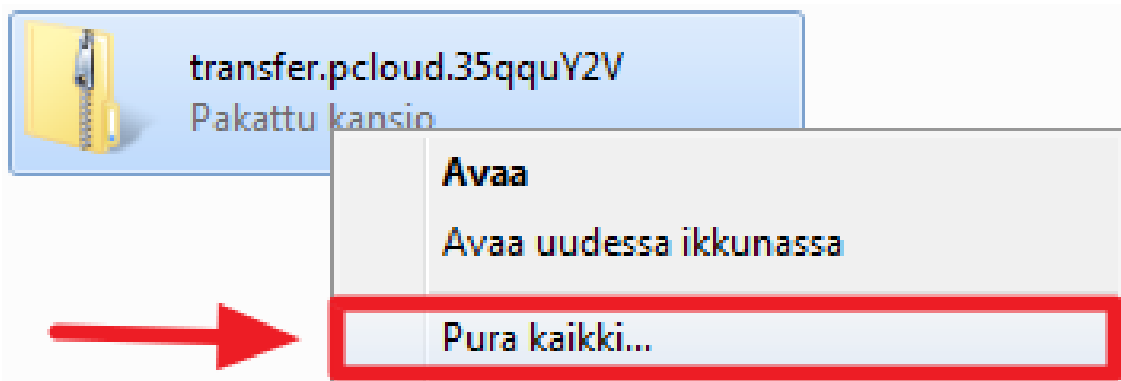 transfer.pcloud.35qquY2V
Pakattu kansio
Avaa
Avaa uudessa ikkunassa
Pura kaikki...